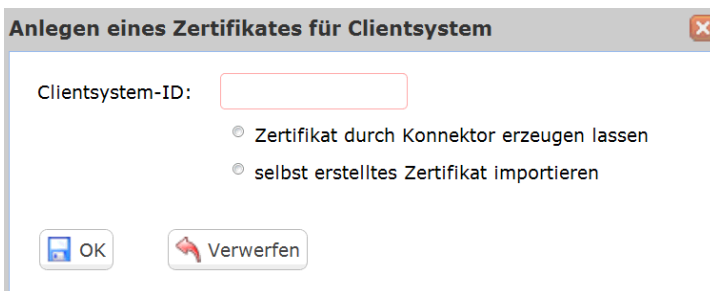 Anlegen eines Zertifikates für Clientsystem
Clientsystem-ID:
Zertifikat durch Konnektor erzeugen lassen
selbst erstelltes Zertifikat importieren
OK Verwerfen